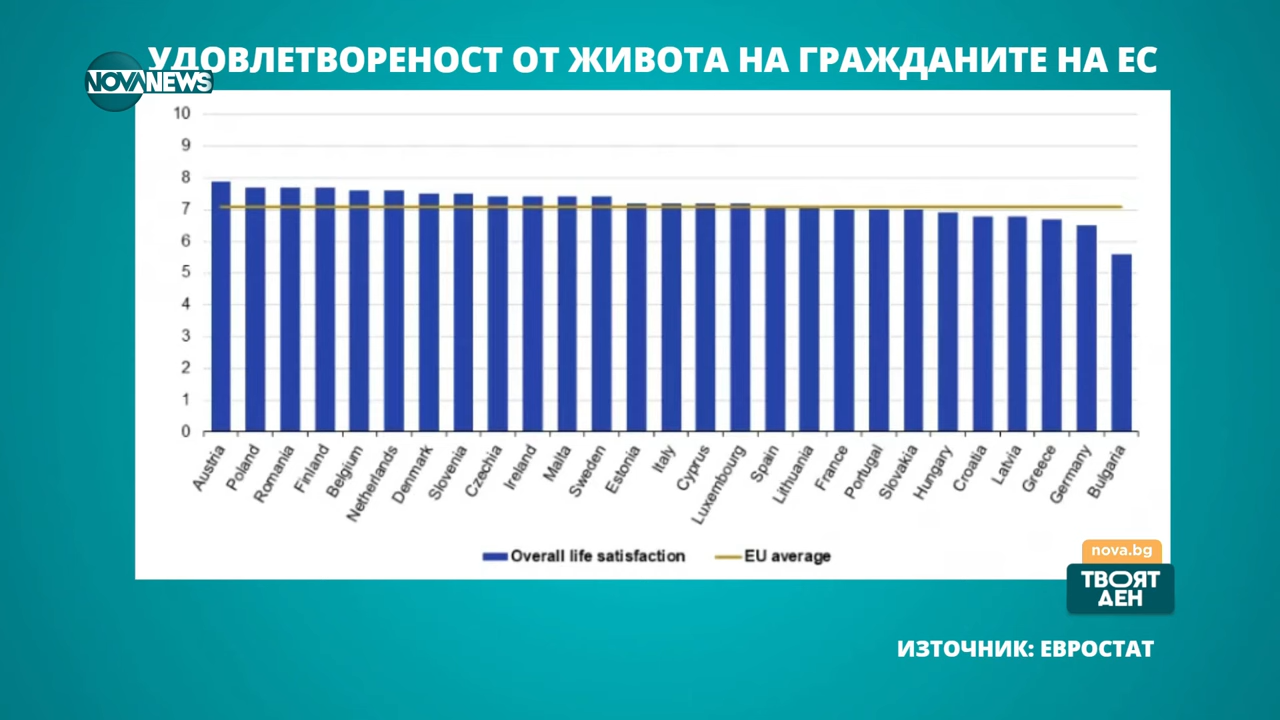 УДОВЛЕТВОРЕНОСТ ОТ ЖИВОТА НА ГРАЖДАНИТЕ НА ЕС
NOVANEWS
10
9
8
7
6
5
4
3
2
1
0
Austria
Poland
Romania
Finland
Belgium
Netherlands
Denmark
Slovenia
Czechia
Ireland
Malta
Sweden
Estonia
Italy
Cyprus
Luxembourg
Spain
Lithuania
France
Portugal
Slovakia
Hungary
Croatia
Latvia
Greece
Germany
Bulgaria
Overall life satisfaction
EU average
nova.bg
ТВОЯТ
ДЕН
ИЗТОЧНИК: ЕВРОСТАТ